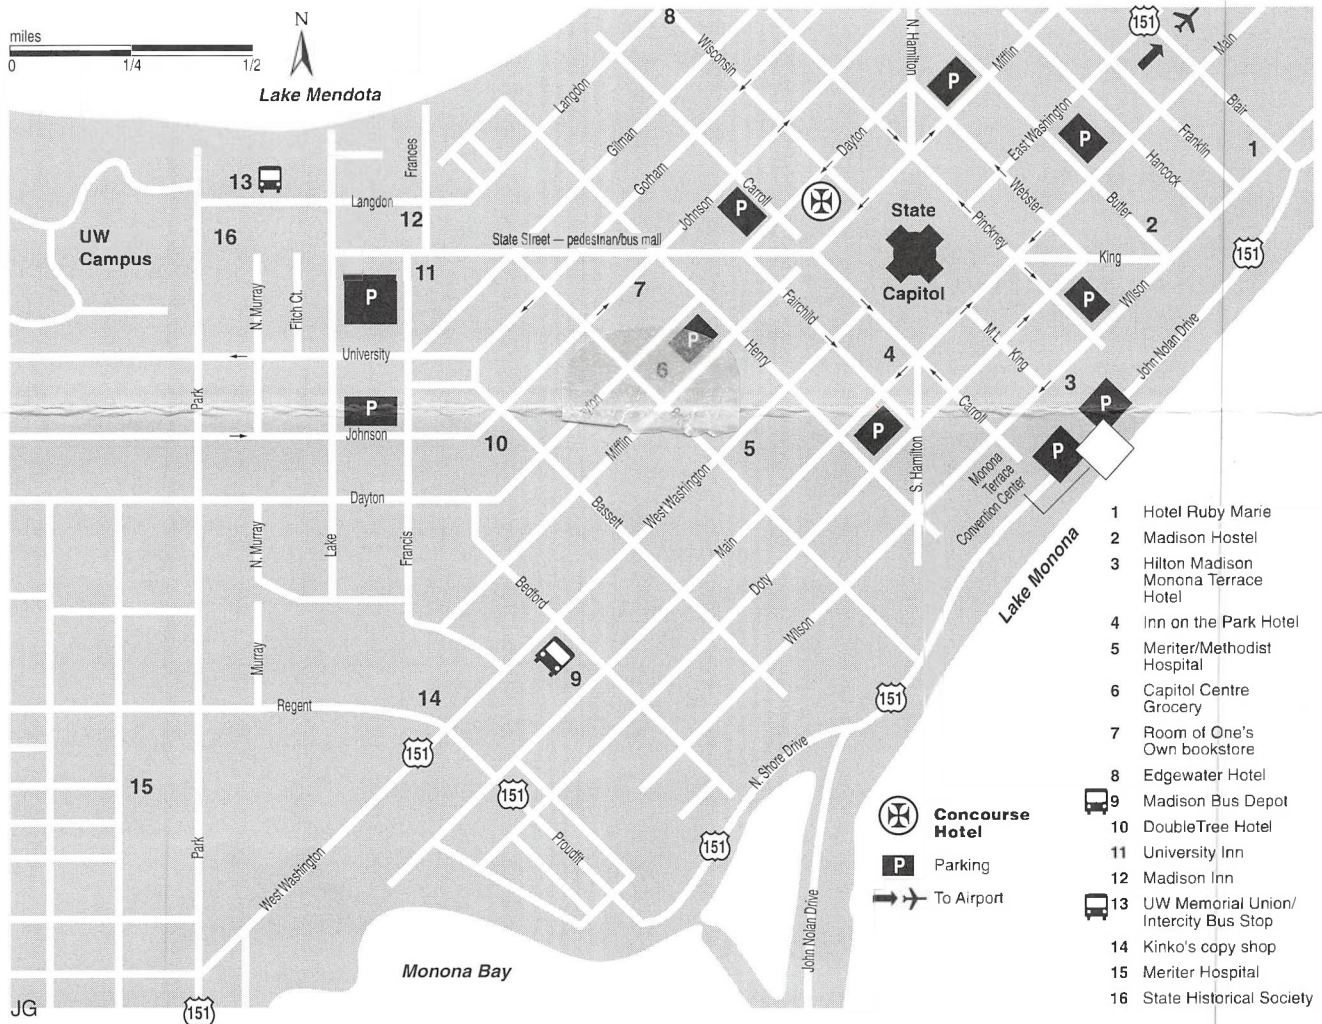 miles
0 1/4 1/2
N
Lake Mendota
8
Wisconsin
N. Hamilton
P
Mifflin
151
Main
Langdon
Gilman
Gorham
Dayton
East Washington
P
Blair
Franklin
1
Hancock
Frances
13
Langdon
12
16
UW
Campus
Johnson
P
Carroll
State
Capitol
Webster
Pinckney
Butler
2
King
151
State Street — pedestrian/bus mall
11
P
N. Murray
Fitch Ct.
7
Fairchild
P
Wilson
M.L. King
John Nolan Drive
University
P
6
Henry
4
3
Park
P
Johnson
10
Mifflin
5
P
Carroll
P
P
S. Hamilton
Monona
Terrace
Convention Center
Dayton
Bassett
West Washington
N. Murray
Lake
Francis
Main
Doty
Lake Monona
Bedford
Wilson
Murray
9
Regent
14
151
151
151
N. Shore Drive
15
Park
Proudfit
151
West Washington
John Nolan Drive
Monona Bay
JG
151
Concourse
Hotel
P Parking
To Airport
1 Hotel Ruby Marie
2 Madison Hostel
3 Hilton Madison
Monona Terrace
Hotel
4 Inn on the Park Hotel
5 Meriter/Methodist
Hospital
6 Capitol Centre
Grocery
7 Room of One's
Own bookstore
8 Edgewater Hotel
9 Madison Bus Depot
10 DoubleTree Hotel
11 University Inn
12 Madison Inn
13 UW Memorial Union/
Intercity Bus Stop
14 Kinko's copy shop
15 Meriter Hospital
16 State Historical Society